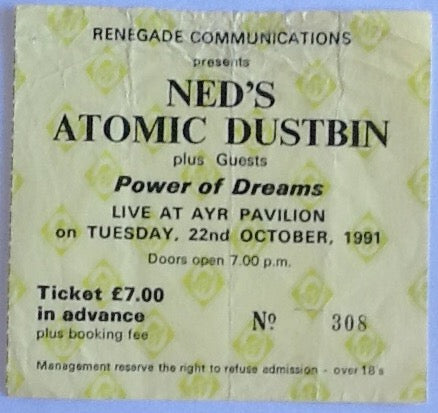 RENEGADE COMMUNICATIONS
presents
NED'S
ATOMIC DUSTBIN
plus Guests
Power of Dreams
LIVE AT AYR PAVILION
on TUESDAY, 22nd OCTOBER, 1991
Doors open 7.00 p.m.
Ticket £7.00
in advance
plus booking fee
Nº 308
Management reserve the right to refuse admission - over 18's